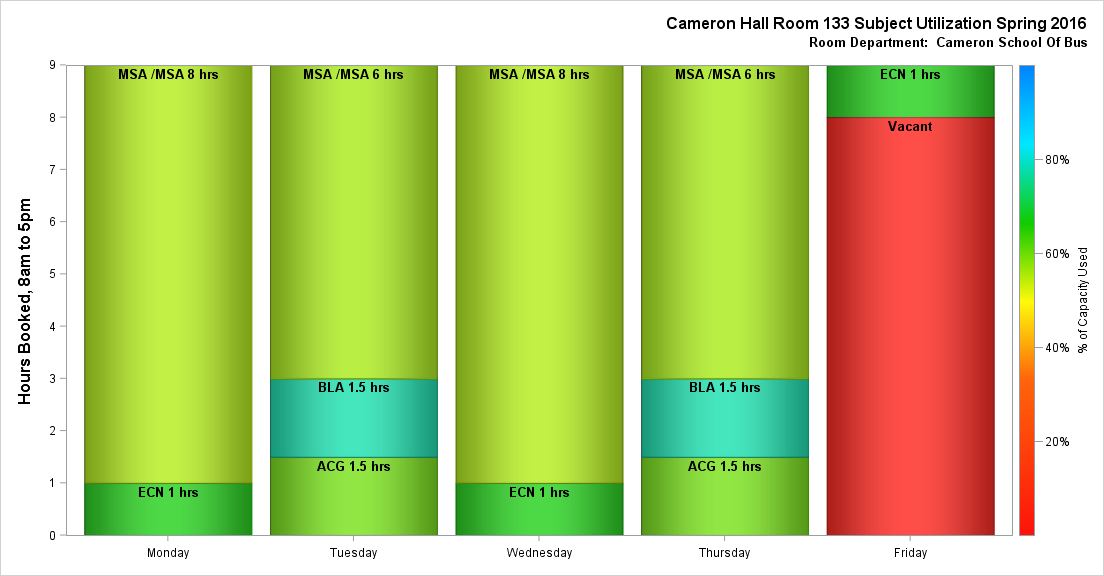 Cameron Hall Room 133 Subject Utilization Spring 2016
Room Department:  Cameron School Of Bus
Hours Booked, 8am to 5pm
9
8
7
6
5
4
3
2
1
0
MSA /MSA 8 hrs
ECN 1 hrs
MSA /MSA 6 hrs
BLA 1.5 hrs
ACG 1.5 hrs
MSA /MSA 8 hrs
ECN 1 hrs
MSA /MSA 6 hrs
BLA 1.5 hrs
ACG 1.5 hrs
ECN 1 hrs
Vacant
Monday
Tuesday
Wednesday
Thursday
Friday
80%
60%
40%
20%
% of Capacity Used